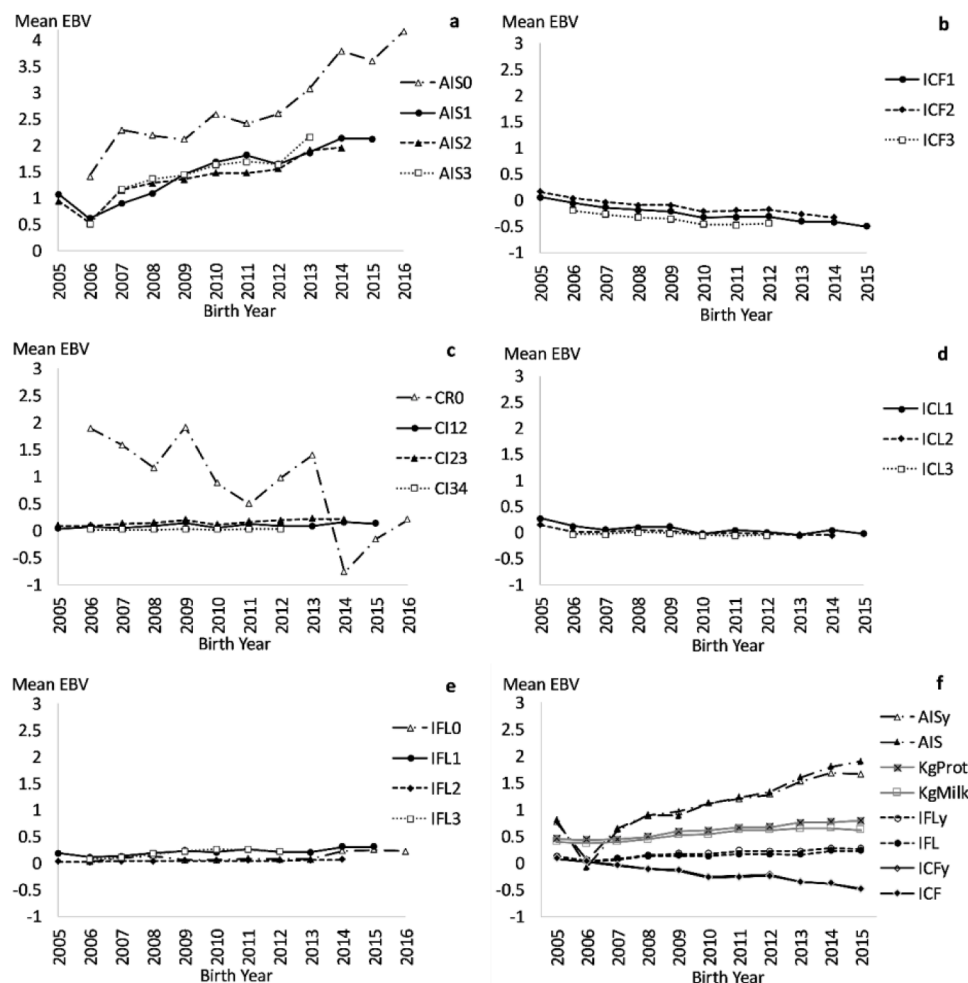 Mean EBV
a
4
3.5
3
2.5
2
1.5
1
0.5
0
2005 2006 2007 2008 2009 2010 2011 2012 2013 2014 2015 2016
Birth Year
AIS0
AIS1
AIS2
AIS3
Mean EBV
b
3
2.5
2
1.5
1
0.5
0
-0.5
-1
2005 2006 2007 2008 2009 2010 2011 2012 2013 2014 2015
Birth Year
ICF1
ICF2
ICF3
Mean EBV
c
3
2.5
2
1.5
1
0.5
0
-0.5
-1
2005 2006 2007 2008 2009 2010 2011 2012 2013 2014 2015 2016
Birth Year
CR0
CI12
CI23
CI34
Mean EBV
d
3
2.5
2
1.5
1
0.5
0
-0.5
-1
2005 2006 2007 2008 2009 2010 2011 2012 2013 2014 2015
Birth Year
ICL1
ICL2
ICL3
Mean EBV
e
3
2.5
2
1.5
1
0.5
0
-0.5
-1
2005 2006 2007 2008 2009 2010 2011 2012 2013 2014 2015 2016
Birth Year
IFL0
IFL1
IFL2
IFL3
Mean EBV
f
3
2.5
2
1.5
1
0.5
0
-0.5
-1
2005 2006 2007 2008 2009 2010 2011 2012 2013 2014 2015
Birth Year
AISy
AIS
KgProt
KgMilk
IFLy
IFL
ICFy
ICF